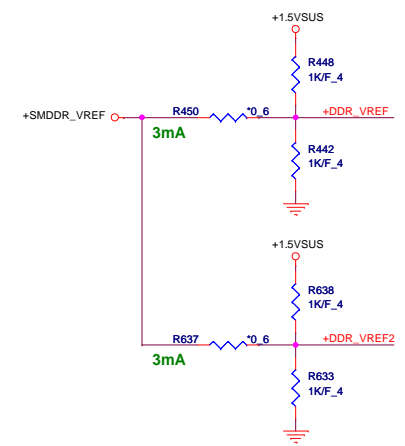 +1.5VSUS
R448
1K/F_4
+SMDDR_VREF
R450
*0_6
+DDR_VREF
3mA
R442
1K/F_4
+1.5VSUS
R638
1K/F_4
R637
*0_6
+DDR_VREF2
3mA
R633
1K/F_4